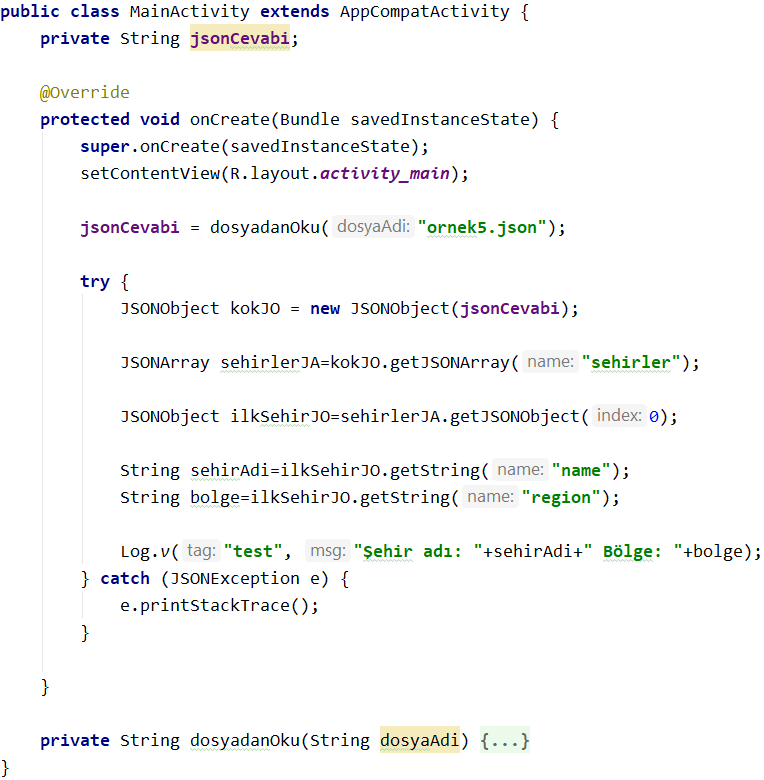 public class MainActivity extends AppCompatActivity {
    private String jsonCevabi;

    @Override
    protected void onCreate(Bundle savedInstanceState) {
        super.onCreate(savedInstanceState);
        setContentView(R.layout.activity_main);

        jsonCevabi = dosyadanOku( dosyaAdi: "ornek5.json");

        try {
            JSONObject kokJO = new JSONObject(jsonCevabi);

            JSONArray sehirlerJA=kokJO.getJSONArray( name: "sehirler");

            JSONObject ilkSehirJO=sehirlerJA.getJSONObject( index: 0);

            String sehirAdi=ilkSehirJO.getString( name: "name");
            String bolge=ilkSehirJO.getString( name: "region");

            Log.v( tag: "test", msg: "Şehir adı: "+sehirAdi+" Bölge: "+bolge);
        } catch (JSONException e) {
            e.printStackTrace();
        }

    }

    private String dosyadanOku(String dosyaAdi) {...}
}